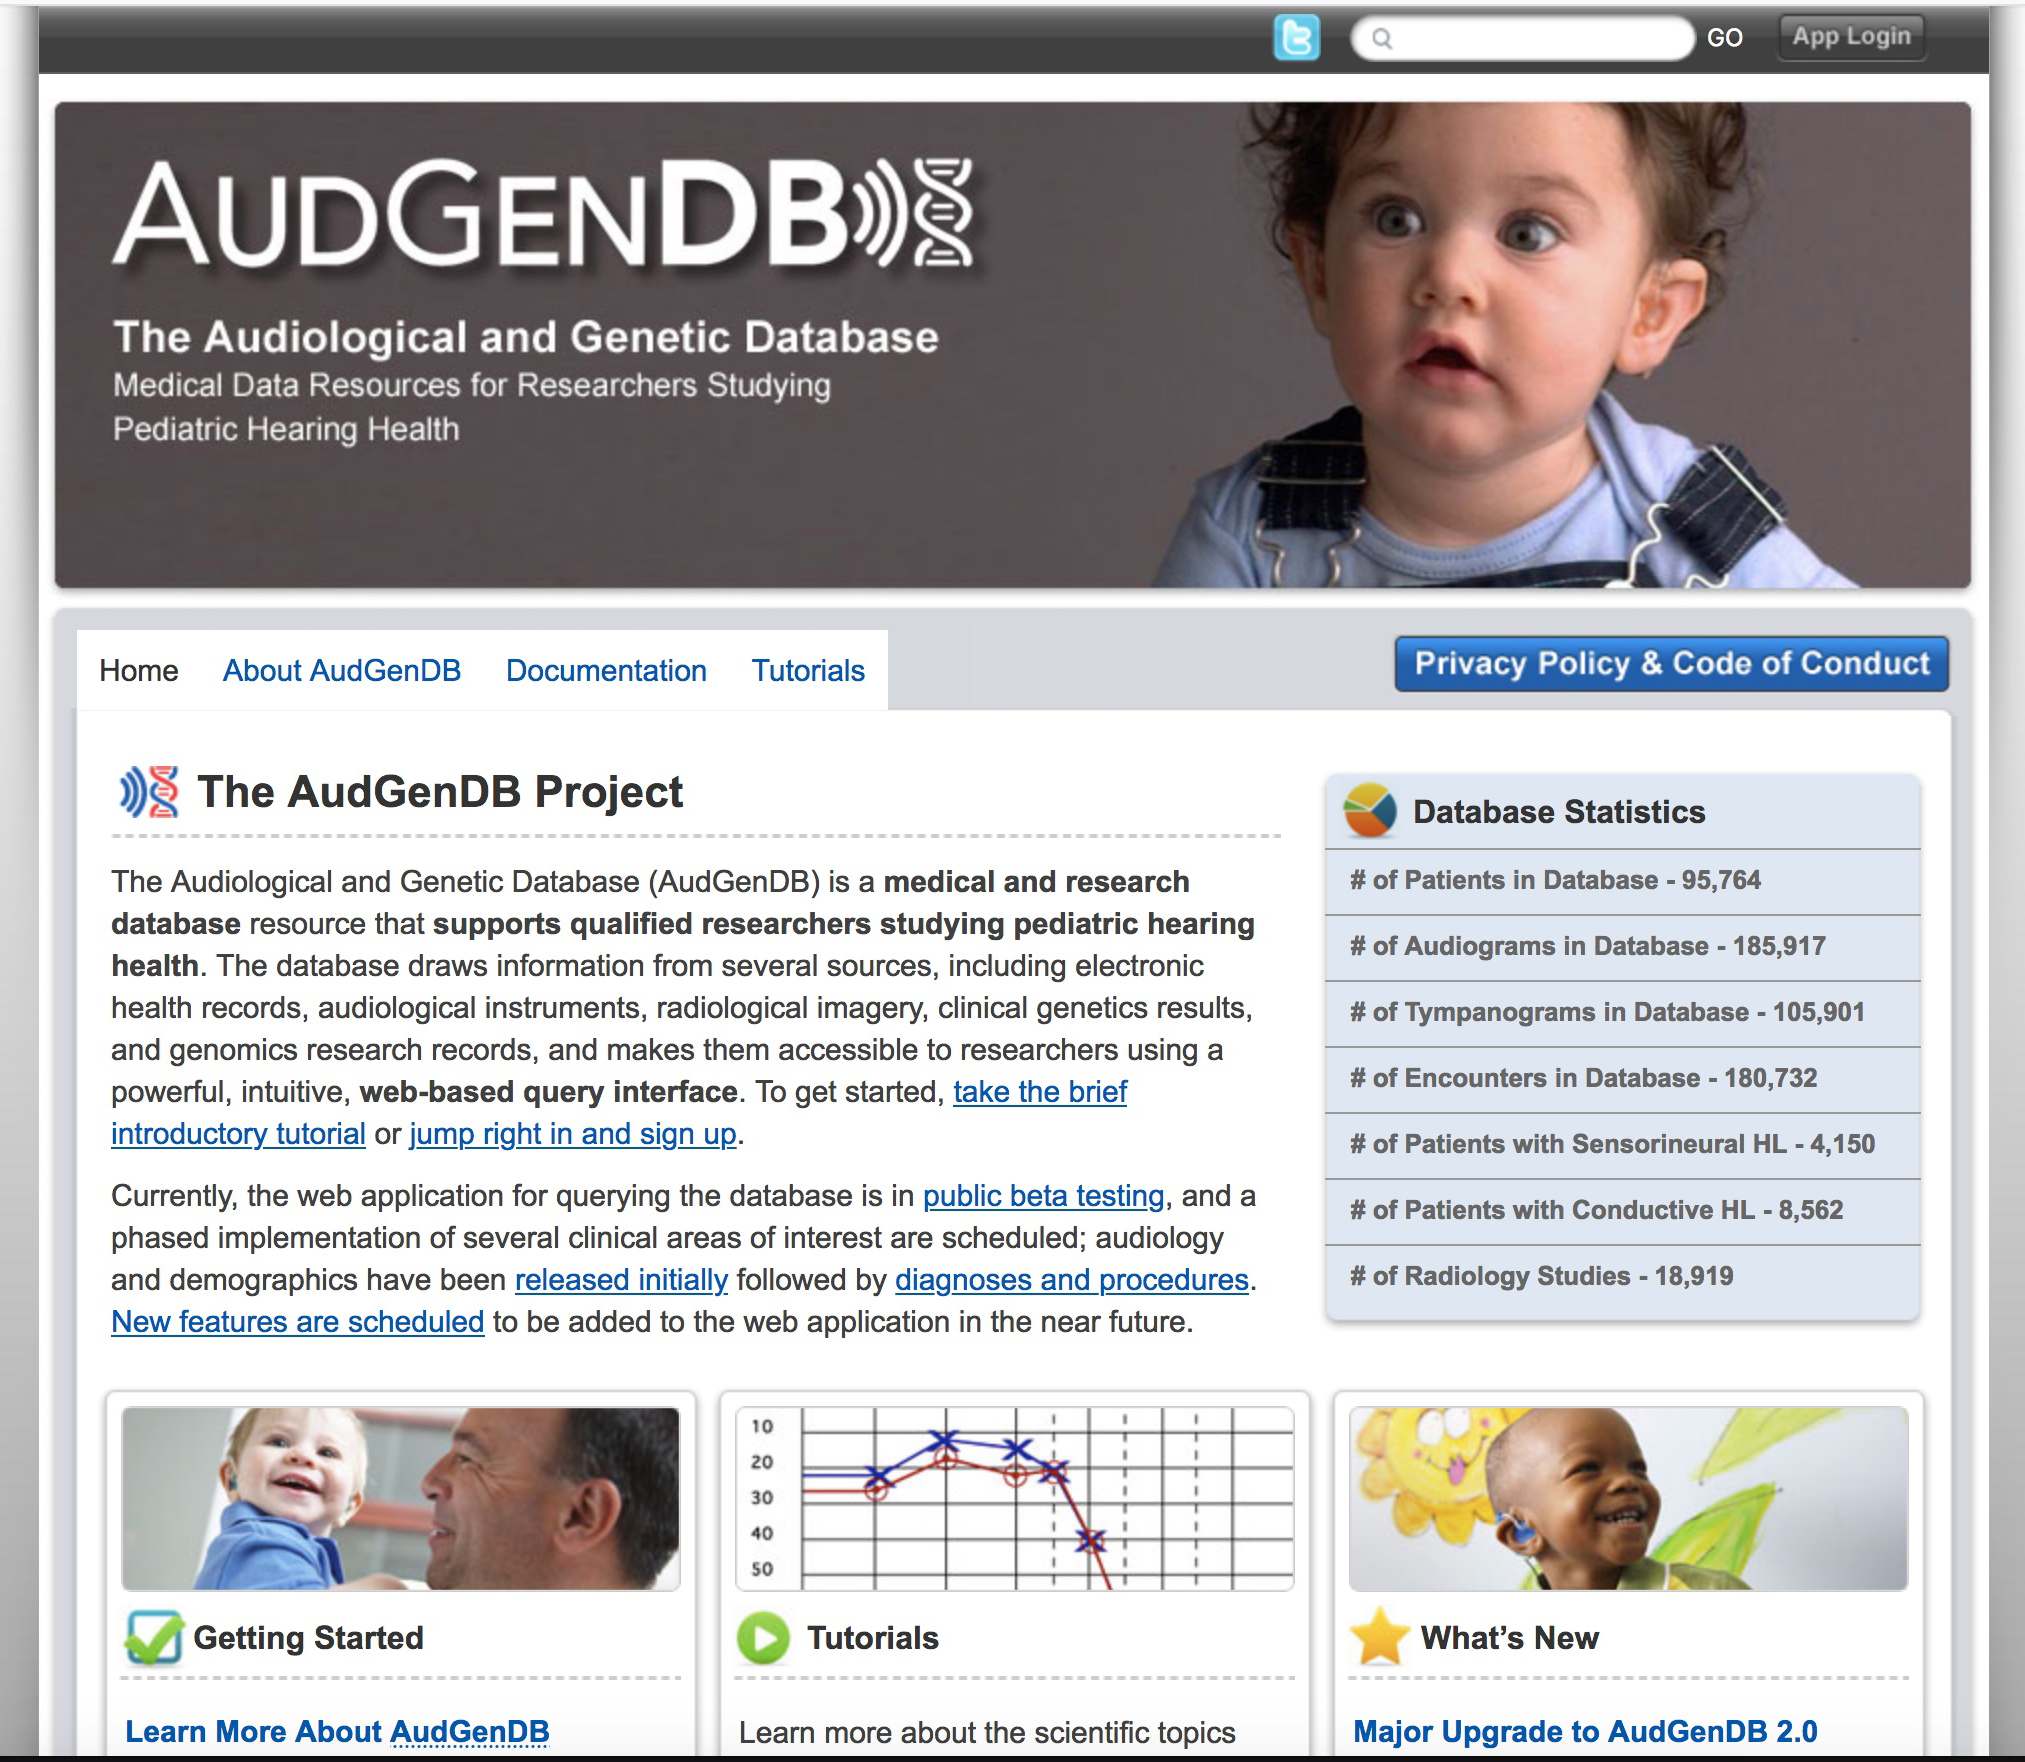 GO
App Login
AUDGENDB
The Audiological and Genetic Database
Medical Data Resources for Researchers Studying
Pediatric Hearing Health
Home
About AudGenDB
Documentation
Tutorials
Privacy Policy & Code of Conduct
The AudGenDB Project
The Audiological and Genetic Database (AudGenDB) is a medical and research
database resource that supports qualified researchers studying pediatric hearing
health. The database draws information from several sources, including electronic
health records, audiological instruments, radiological imagery, clinical genetics results,
and genomics research records, and makes them accessible to researchers using a
powerful, intuitive, web-based query interface. To get started, take the brief
introductory tutorial or jump right in and sign up.
Currently, the web application for querying the database is in public beta testing, and a
phased implementation of several clinical areas of interest are scheduled; audiology
and demographics have been released initially followed by diagnoses and procedures.
New features are scheduled to be added to the web application in the near future.
Database Statistics
# of Patients in Database - 95,764
# of Audiograms in Database - 185,917
# of Tympanograms in Database - 105,901
# of Encounters in Database - 180,732
# of Patients with Sensorineural HL - 4,150
# of Patients with Conductive HL - 8,562
# of Radiology Studies - 18,919
Getting Started
Learn More About AudGenDB
10
20
30
40
50
Tutorials
Learn more about the scientific topics
What's New
Major Upgrade to AudGenDB 2.0